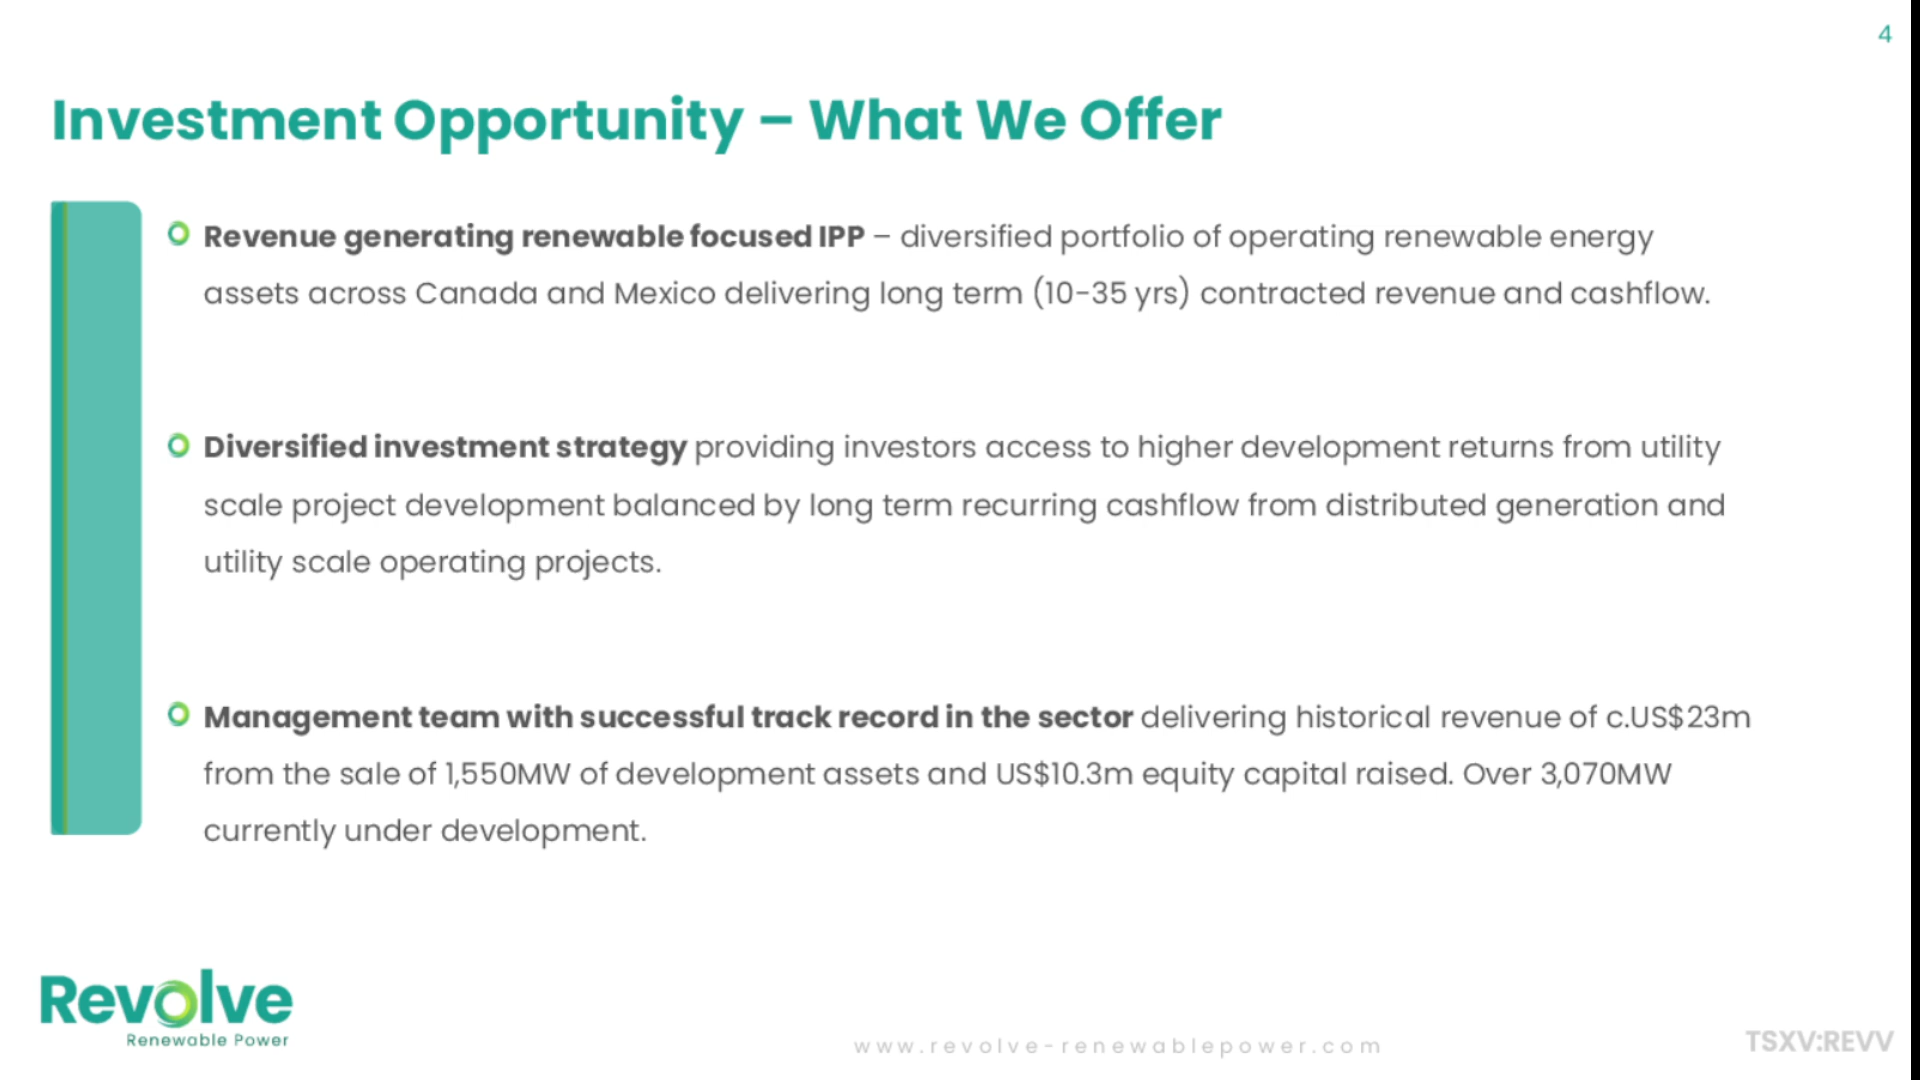 4
Investment Opportunity – What We Offer
Revenue generating renewable focused IPP – diversified portfolio of operating renewable energy
assets across Canada and Mexico delivering long term (10-35 yrs) contracted revenue and cashflow.
Diversified investment strategy providing investors access to higher development returns from utility
scale project development balanced by long term recurring cashflow from distributed generation and
utility scale operating projects.
Management team with successful track record in the sector delivering historical revenue of c.US$23m
from the sale of 1,550MW of development assets and US$10.3m equity capital raised. Over 3,070MW
currently under development.
Revolve
Renewable Power
www.revolve-renewablepower.com
TSXV:REVV